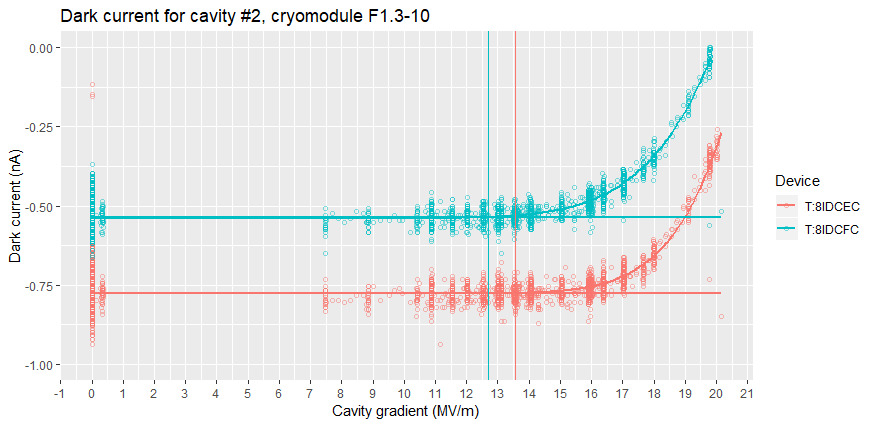 Dark current for cavity #2, cryomodule F1.3-10
Dark current (nA)
0.00
-0.25
-0.50
-0.75
-1.00
-1 0 1 2 3 4 5 6 7 8 9 10 11 12 13 14 15 16 17 18 19 20 21
Cavity gradient (MV/m)
Device
T:8IDCEC
T:8IDCFC